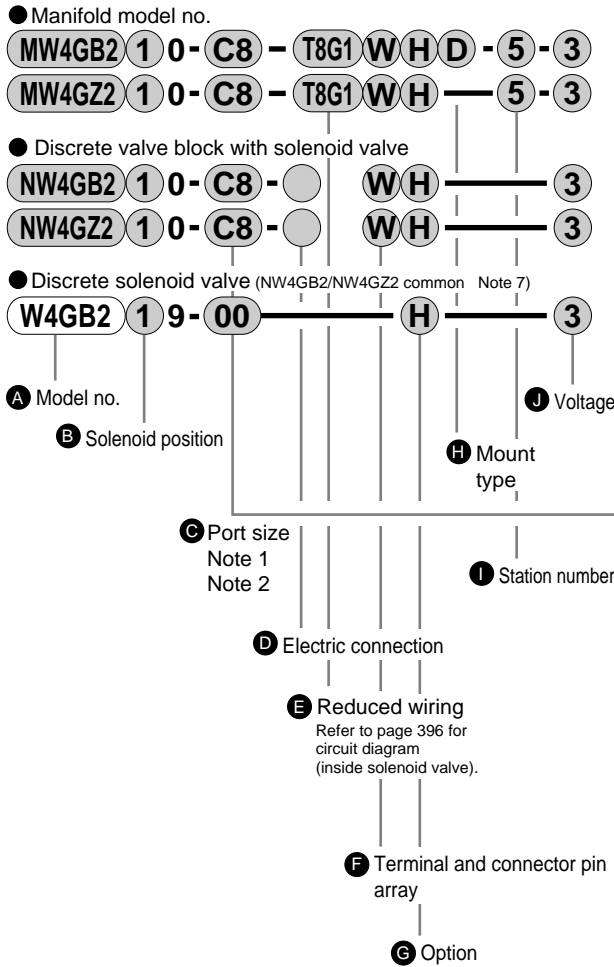 ● Manifold model no.
MW4GB2 1 0 - C8 - T8G1 W H D - 5 - 3
MW4GZ2 1 0 - C8 - T8G1 W H 5 - 3
● Discrete valve block with solenoid valve
NW4GB2 1 0 - C8 - W H 3
NW4GZ2 1 0 - C8 - W H 3
● Discrete solenoid valve (NW4GB2/NW4GZ2 common Note 7)
W4GB2 1 9 - 00 H 3
A Model no.
J Voltage
B Solenoid position
H Mount
type
C Port size
Note 1
Note 2
I Station number
D Electric connection
E Reduced wiring
Refer to page 396 for
circuit diagram
(inside solenoid valve).
F Terminal and connector pin
array
G Option